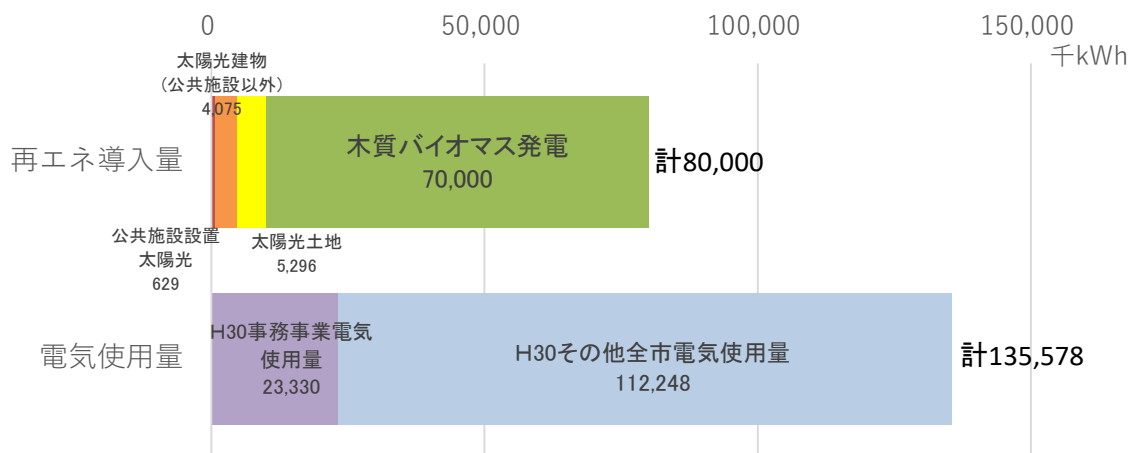 0
50,000
100,000
150,000
千kWh
太陽光建物
（公共施設以外）
4,075
再エネ導入量
木質バイオマス発電
70,000
計80,000
公共施設設置
太陽光
629
太陽光土地
5,296
電気使用量
H30事務事業電気
使用量
23,330
H30その他全市電気使用量
112,248
計135,578